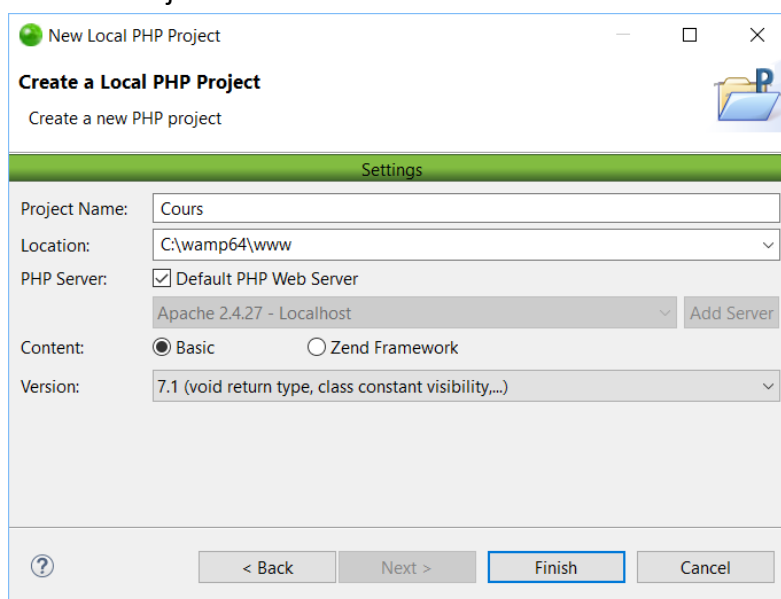 New Local PHP Project
Create a Local PHP Project
P
Create a new PHP project
Settings
Project Name: Cours
Location: C:\wamp64\www
PHP Server: Default PHP Web Server
Apache 2.4.27 - Localhost Add Server
Content: Basic Zend Framework
Version: 7.1 (void return type, class constant visibility,...)
? < Back Next > Finish Cancel